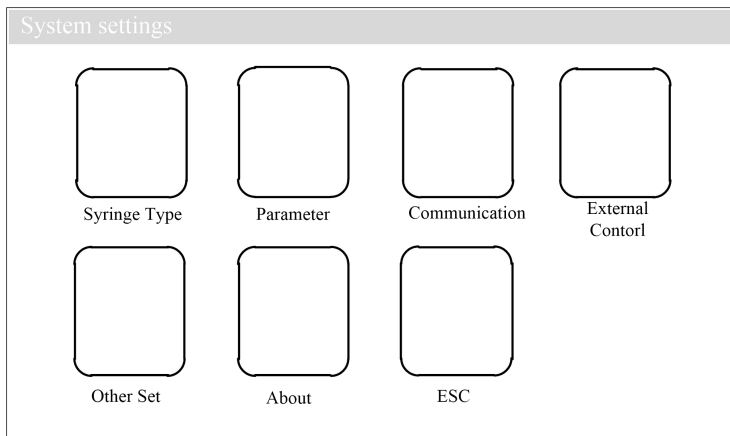 System settings
Syringe Type
Parameter
Communication
External
Contorl
Other Set
About
ESC